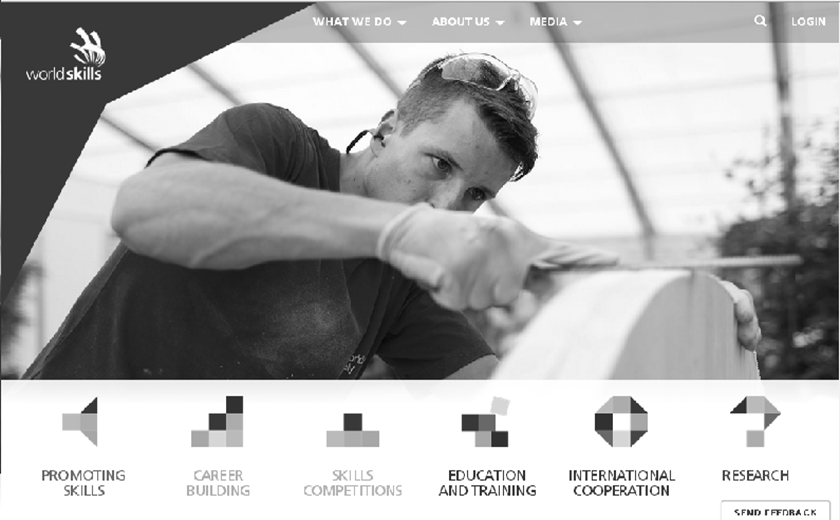 WHAT WE DO ABOUT US MEDIA LOGIN
worldskills
PROMOTING
SKILLS
CAREER
BUILDING
SKILLS
COMPETITIONS
EDUCATION
AND TRAINING
INTERNATIONAL
COOPERATION
RESEARCH
SEND FEEDBACK